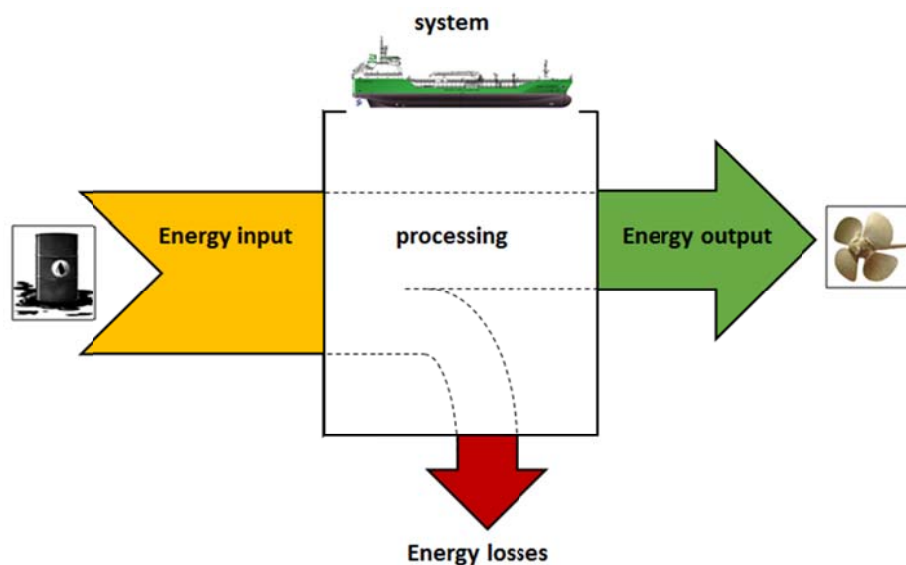 system
Energy input
processing
Energy output
Energy losses